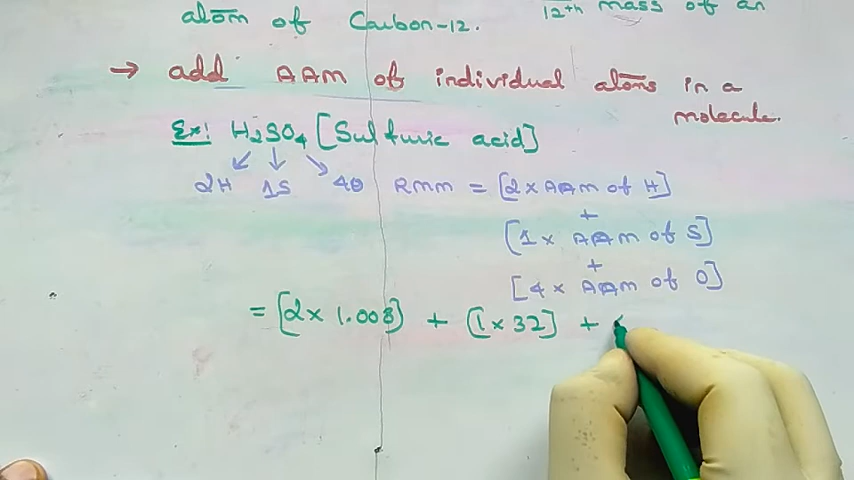 12th mass of an
atom of Carbon-12.
→ add AAM of individual atoms in a
molecule.
Ex: H₂SO₄ [Sulfuric acid]
2H 1S 4O RMM = [2 x AAM of H]
+
[1 x AAM of S]
+
[4 x AAM of O]
= [2 x 1.008] + [1 x 32] +